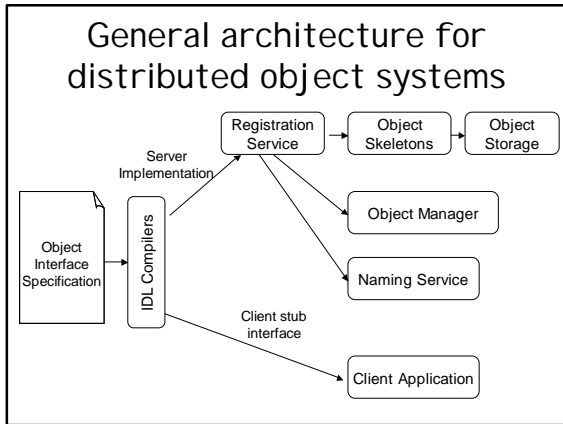 General architecture for
distributed object systems
Registration
Service
Object
Skeletons
Object
Storage
Server
Implementation
Object Manager
Object
Interface
Specification
IDL Compilers
Naming Service
Client stub
interface
Client Application